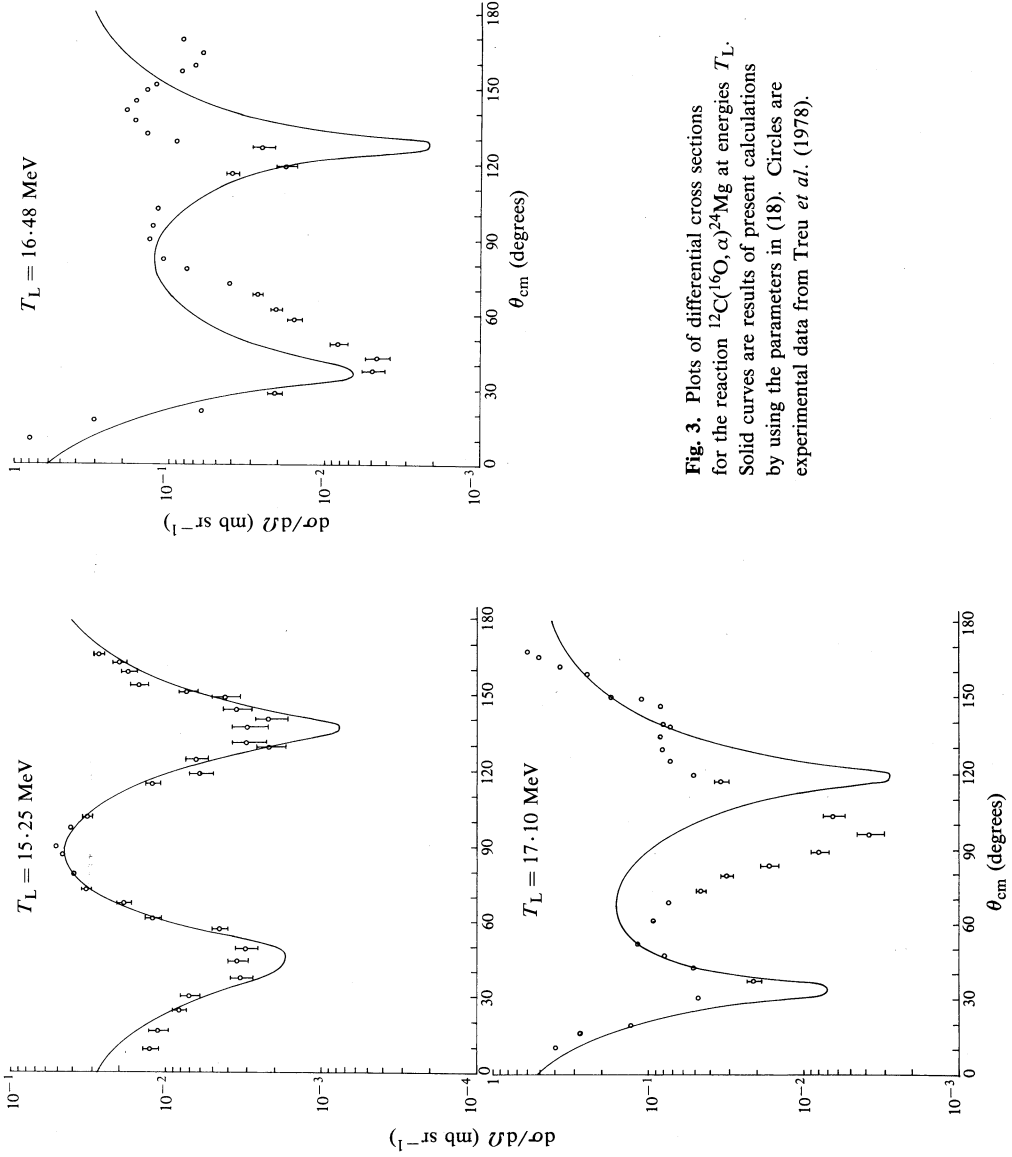 T_L = 15·25 MeV
10⁻¹
10⁻²
10⁻³
10⁻⁴
dσ/dΩ (mb sr⁻¹)
0 30 60 90 120 150 180
T_L = 16·48 MeV
1
10⁻¹
10⁻²
10⁻³
dσ/dΩ (mb sr⁻¹)
0 30 60 90 120 150 180
θ_cm (degrees)
T_L = 17·10 MeV
1
10⁻¹
10⁻²
10⁻³
0 30 60 90 120 150 180
θ_cm (degrees)
Fig. 3. Plots of differential cross sections
for the reaction ¹²C(¹⁶O, α)²⁴Mg at energies T_L.
Solid curves are results of present calculations
by using the parameters in (18). Circles are
experimental data from Treu et al. (1978).